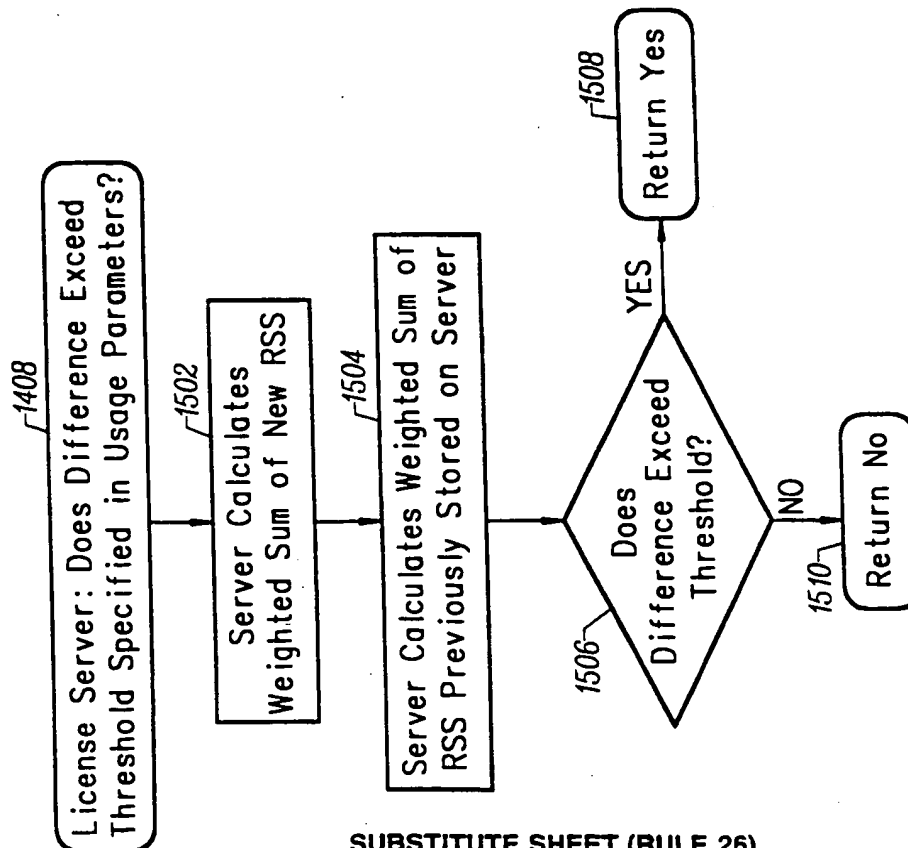 1408
License Server: Does Difference Exceed
Threshold Specified in Usage Parameters?
1502
Server Calculates
Weighted Sum of New RSS
1504
Server Calculates Weighted Sum of
RSS Previously Stored on Server
1506
Does
Difference Exceed
Threshold?
YES
1508
Return Yes
NO
1510
Return No
SUBSTITUTE SHEET (RULE 26)